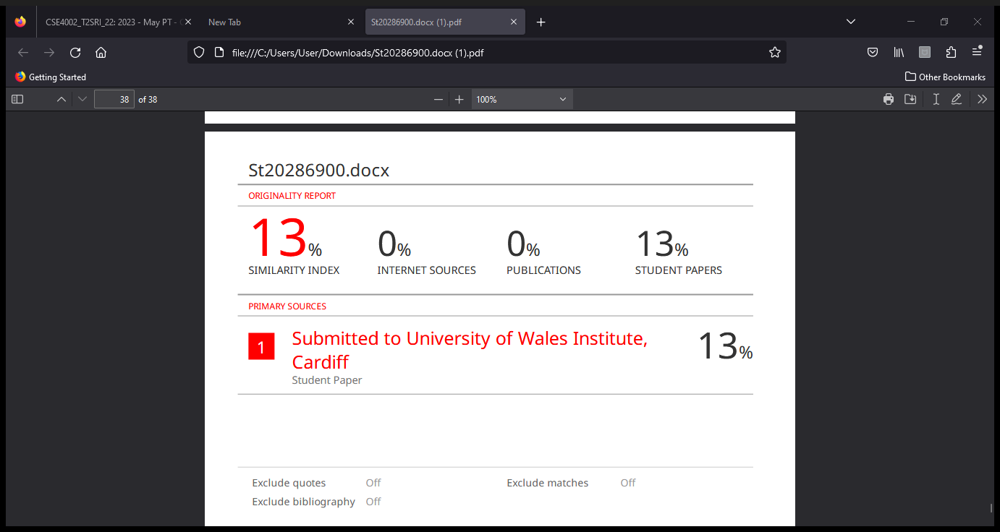 CSE4002_T2SRI_22: 2023 - May PT -
New Tab
St20286900.docx (1).pdf
file:///C:/Users/User/Downloads/St20286900.docx (1).pdf
Getting Started
Other Bookmarks
38 of 38
100%
St20286900.docx
ORIGINALITY REPORT
13% 0% 0% 13%
SIMILARITY INDEX INTERNET SOURCES PUBLICATIONS STUDENT PAPERS
PRIMARY SOURCES
1 Submitted to University of Wales Institute, 13%
Cardiff
Student Paper
Exclude quotes Off Exclude matches Off
Exclude bibliography Off